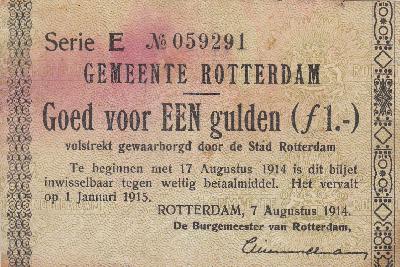 Serie E № 059291
GEMEENTE ROTTERDAM
Goed voor EEN gulden (ƒ 1.-)
volstrekt gewaarborgd door de Stad Rotterdam
Te beginnen met 17 Augustus 1914 is dit biljet
inwisselbaar tegen wettig betaalmiddel. Het vervalt
op 1 Januari 1915.
ROTTERDAM, 7 Augustus 1914.
De Burgemeester van Rotterdam,